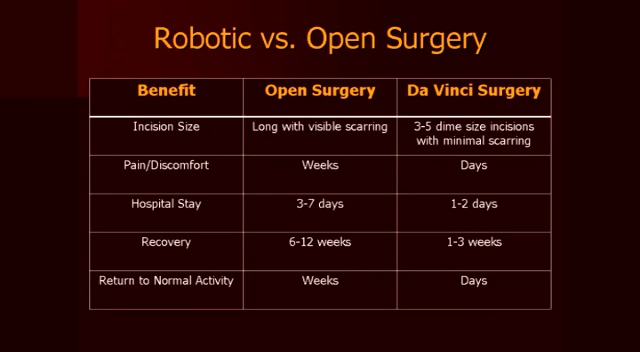 Robotic vs. Open Surgery
Benefit Open Surgery Da Vinci Surgery
Incision Size Long with visible scarring 3-5 dime size incisions
with minimal scarring
Pain/Discomfort Weeks Days
Hospital Stay 3-7 days 1-2 days
Recovery 6-12 weeks 1-3 weeks
Return to Normal Activity Weeks Days